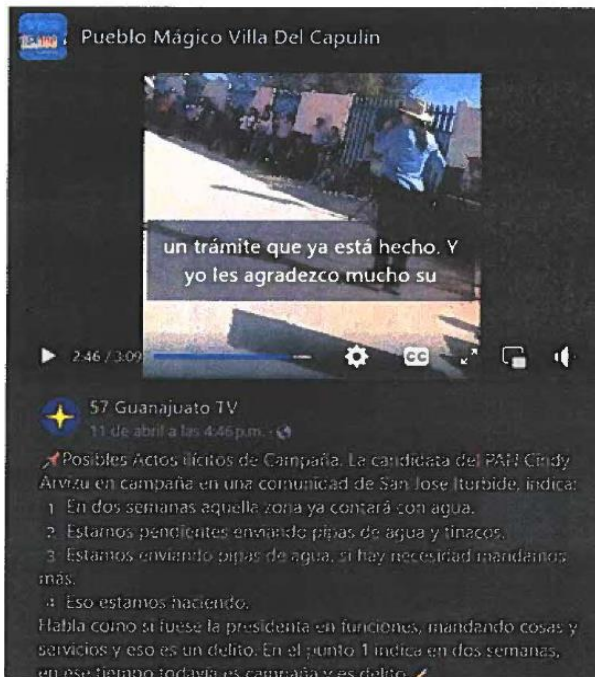 Pueblo Mágico Villa Del Capulin
un trámite que ya está hecho. Y
yo les agradezco mucho su
2:46 / 3:09
CC
57 Guanajuato TV
11 de abril a las 4:46 p.m.
Posibles Actos ilícitos de Campaña. La candidata del PAN Cindy
Arvizu en campaña en una comunidad de San Jose Iturbide, indica:
1 En dos semanas aquella zona ya contará con agua.
2 Estamos pendientes enviando pipas de agua y tinacos.
3 Estamos enviando pipas de agua, si hay necesidad mandamos
más.
4 Eso estamos haciendo.
Habla como si fuese la presidenta en funciones, mandando cosas y
servicios y eso es un delito. En el punto 1 indica en dos semanas,
en ese tiempo todavía es campaña y es delito.